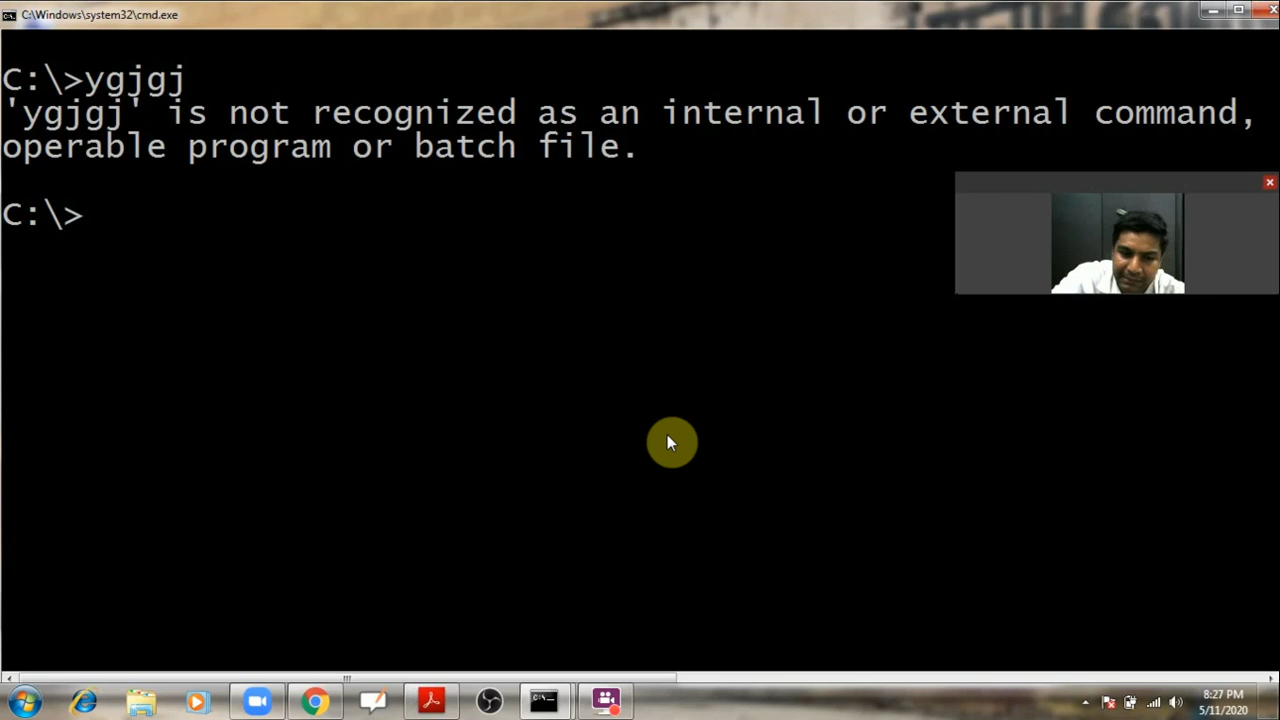 C:\Windows\system32\cmd.exe
C:\>ygjgj
'ygjgj' is not recognized as an internal or external command,
operable program or batch file.
C:\>
8:27 PM
5/11/2020